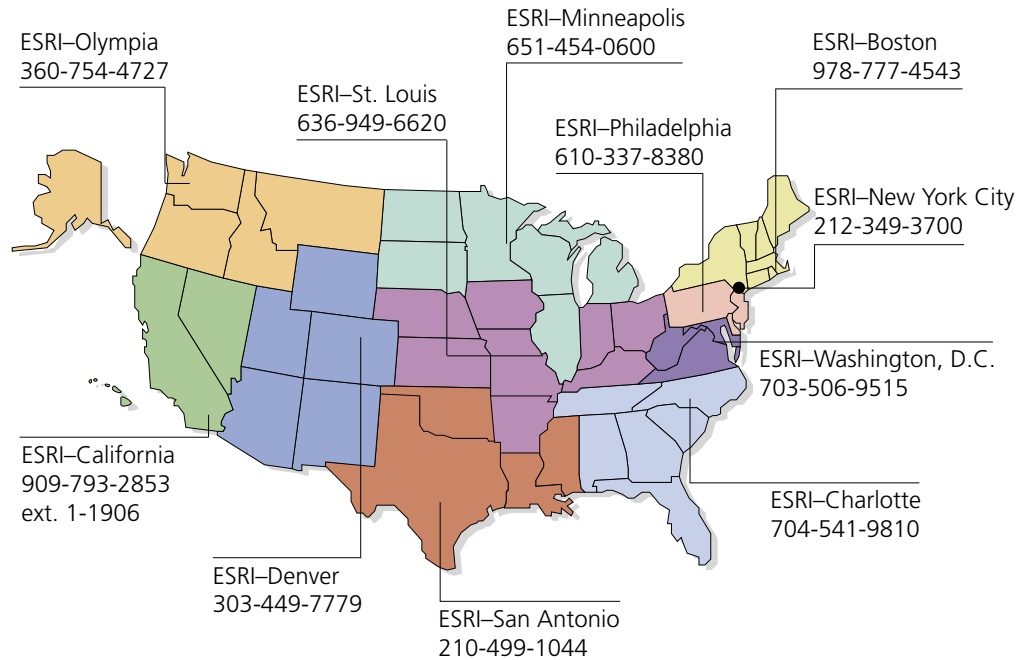 ESRI–Minneapolis
651-454-0600
ESRI–Olympia
360-754-4727
ESRI–Boston
978-777-4543
ESRI–St. Louis
636-949-6620
ESRI–Philadelphia
610-337-8380
ESRI–New York City
212-349-3700
ESRI–Washington, D.C.
703-506-9515
ESRI–California
909-793-2853
ext. 1-1906
ESRI–Charlotte
704-541-9810
ESRI–Denver
303-449-7779
ESRI–San Antonio
210-499-1044